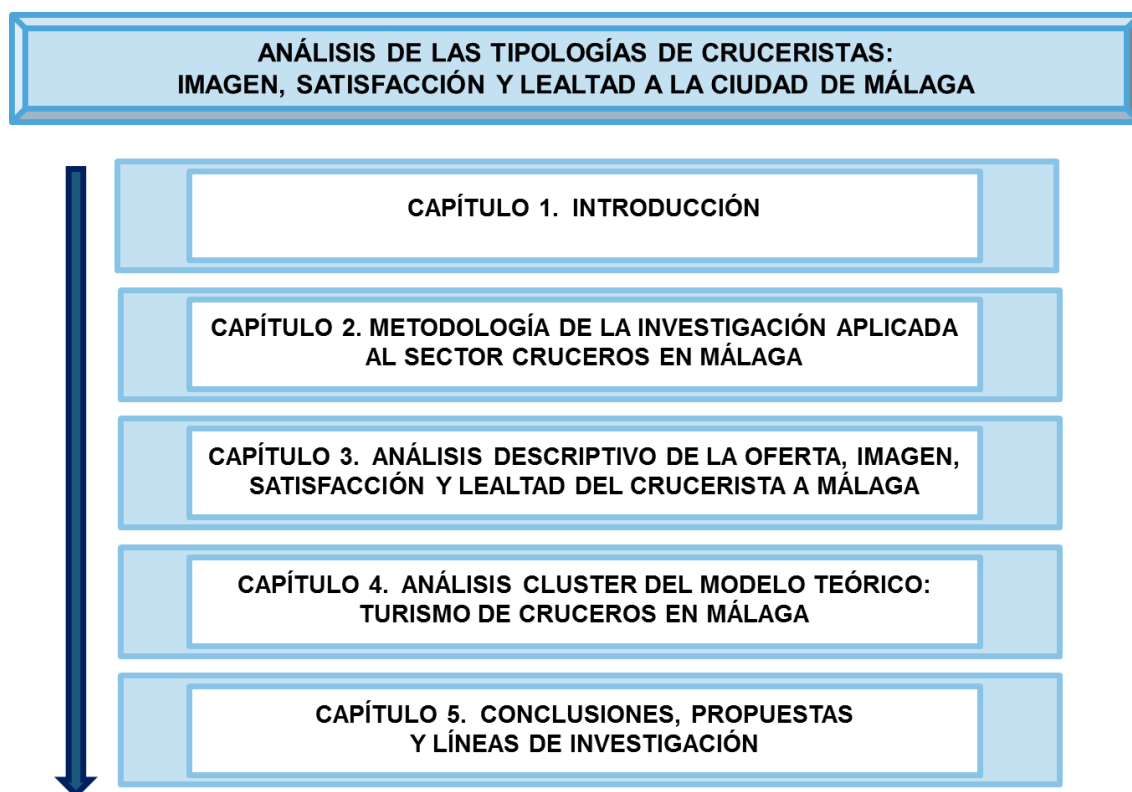 ANÁLISIS DE LAS TIPOLOGÍAS DE CRUCERISTAS:
IMAGEN, SATISFACCIÓN Y LEALTAD A LA CIUDAD DE MÁLAGA
CAPÍTULO 1. INTRODUCCIÓN
CAPÍTULO 2. METODOLOGÍA DE LA INVESTIGACIÓN APLICADA
AL SECTOR CRUCEROS EN MÁLAGA
CAPÍTULO 3. ANÁLISIS DESCRIPTIVO DE LA OFERTA, IMAGEN,
SATISFACCIÓN Y LEALTAD DEL CRUCERISTA A MÁLAGA
CAPÍTULO 4. ANÁLISIS CLUSTER DEL MODELO TEÓRICO:
TURISMO DE CRUCEROS EN MÁLAGA
CAPÍTULO 5. CONCLUSIONES, PROPUESTAS
Y LÍNEAS DE INVESTIGACIÓN